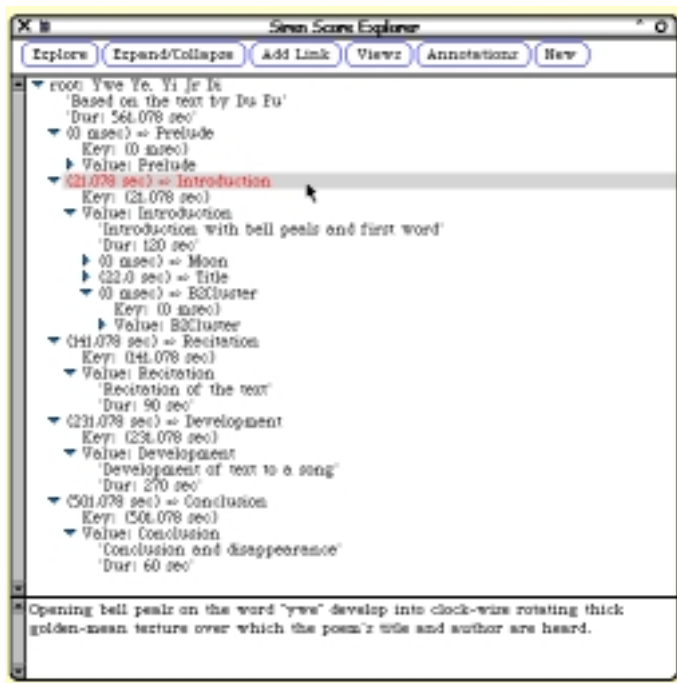 Siren Score Explorer
Explore Expand/Collapse Add Link Views Annotations New
root: Ywe Ye, Yi Jr Di
'Based on the text by Du Fu'
'Dur: 561.078 sec'
(0 msec) => Prelude
Key: (0 msec)
Value: Prelude
(21.078 sec) => Introduction
Key: (21.078 sec)
Value: Introduction
'Introduction with bell peals and first word'
'Dur: 120 sec'
(0 msec) => Moon
(22.0 sec) => Title
(0 msec) => B2Cluster
Key: (0 msec)
Value: B2Cluster
(141.078 sec) => Recitation
Key: (141.078 sec)
Value: Recitation
'Recitation of the text'
'Dur: 90 sec'
(231.078 sec) => Development
Key: (231.078 sec)
Value: Development
'Development of text to a song'
'Dur: 270 sec'
(501.078 sec) => Conclusion
Key: (501.078 sec)
Value: Conclusion
'Conclusion and disappearance'
'Dur: 60 sec'
Opening bell peals on the word "ywe" develop into clock-wise rotating thick
golden-mean texture over which the poem's title and author are heard.